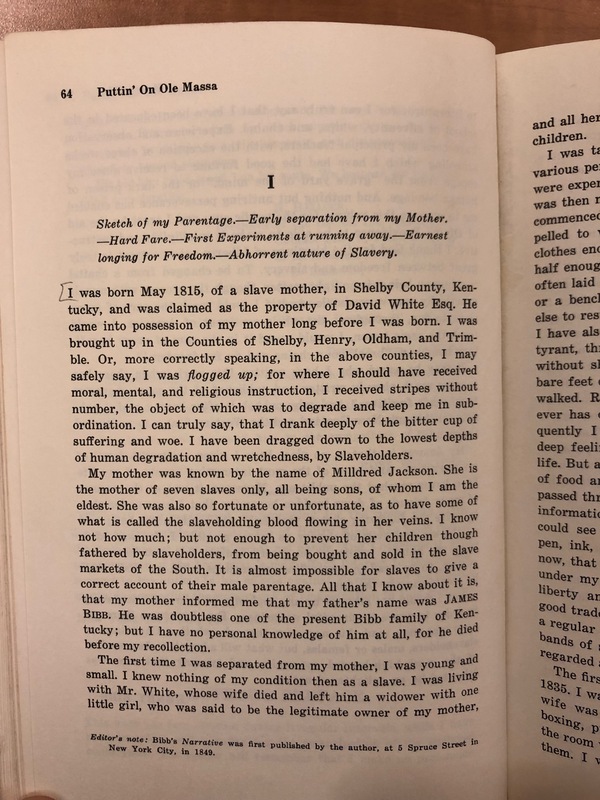 64 Puttin' On Ole Massa
I
Sketch of my Parentage.—Early separation from my Mother.
—Hard Fare.—First Experiments at running away.—Earnest
longing for Freedom.—Abhorrent nature of Slavery.
I was born May 1815, of a slave mother, in Shelby County, Ken-
tucky, and was claimed as the property of David White Esq. He
came into possession of my mother long before I was born. I was
brought up in the Counties of Shelby, Henry, Oldham, and Trim-
ble. Or, more correctly speaking, in the above counties, I may
safely say, I was flogged up; for where I should have received
moral, mental, and religious instruction, I received stripes without
number, the object of which was to degrade and keep me in sub-
ordination. I can truly say, that I drank deeply of the bitter cup of
suffering and woe. I have been dragged down to the lowest depths
of human degradation and wretchedness, by Slaveholders.
My mother was known by the name of Milldred Jackson. She is
the mother of seven slaves only, all being sons, of whom I am the
eldest. She was also so fortunate or unfortunate, as to have some of
what is called the slaveholding blood flowing in her veins. I know
not how much; but not enough to prevent her children though
fathered by slaveholders, from being bought and sold in the slave
markets of the South. It is almost impossible for slaves to give a
correct account of their male parentage. All that I know about it is,
that my mother informed me that my father's name was JAMES
BIBB. He was doubtless one of the present Bibb family of Ken-
tucky; but I have no personal knowledge of him at all, for he died
before my recollection.
The first time I was separated from my mother, I was young and
small. I knew nothing of my condition then as a slave. I was living
with Mr. White, whose wife died and left him a widower with one
little girl, who was said to be the legitimate owner of my mother,
Editor's note: Bibb's Narrative was first published by the author, at 5 Spruce Street in
New York City, in 1849.
and all her
children.
I was
various
were
was then
commenced
pelled to
clothes
half
often laid
or a
else to
I have
tyrant,
without
bare feet
walked.
ever has
quently I
deep
life. But
of food
passed
could see
pen, ink,
now, that
under my
liberty
good
a regular
bands of
regarded
The
1835. I
wife was
boxing,
the room
them. I